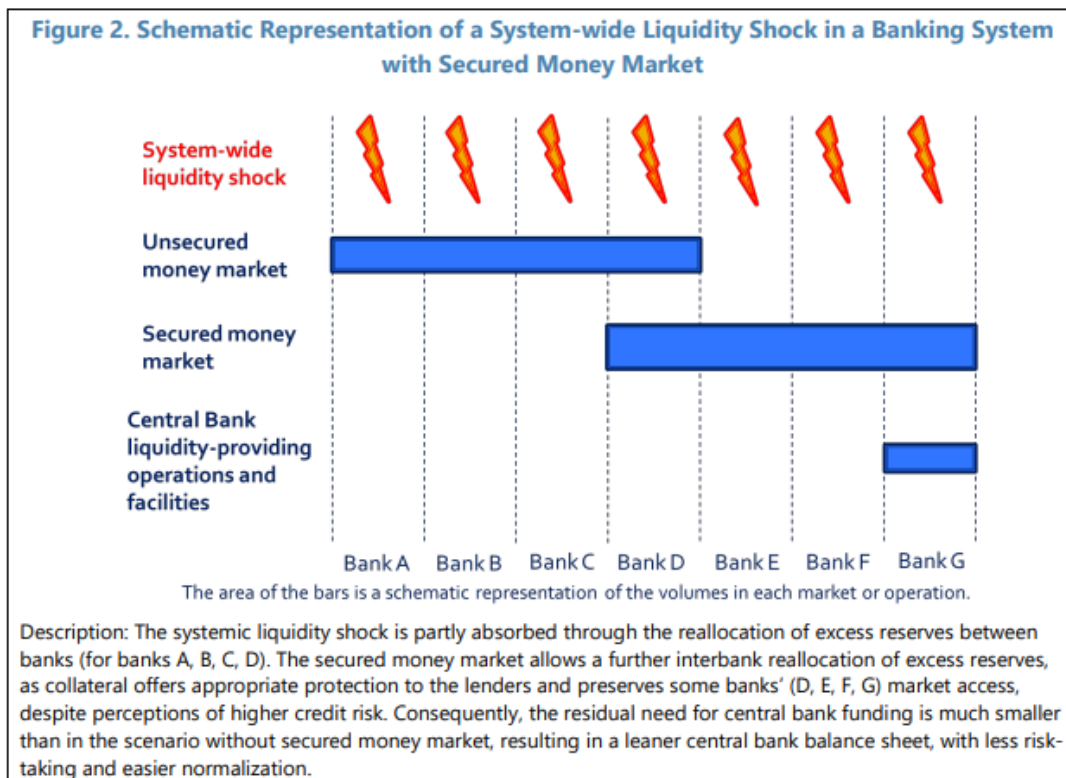 Figure 2. Schematic Representation of a System-wide Liquidity Shock in a Banking System
with Secured Money Market
System-wide
liquidity shock
Unsecured
money market
Secured money
market
Central Bank
liquidity-providing
operations and
facilities
Bank A Bank B Bank C Bank D Bank E Bank F Bank G
The area of the bars is a schematic representation of the volumes in each market or operation.
Description: The systemic liquidity shock is partly absorbed through the reallocation of excess reserves between
banks (for banks A, B, C, D). The secured money market allows a further interbank reallocation of excess reserves,
as collateral offers appropriate protection to the lenders and preserves some banks’ (D, E, F, G) market access,
despite perceptions of higher credit risk. Consequently, the residual need for central bank funding is much smaller
than in the scenario without secured money market, resulting in a leaner central bank balance sheet, with less risk-
taking and easier normalization.